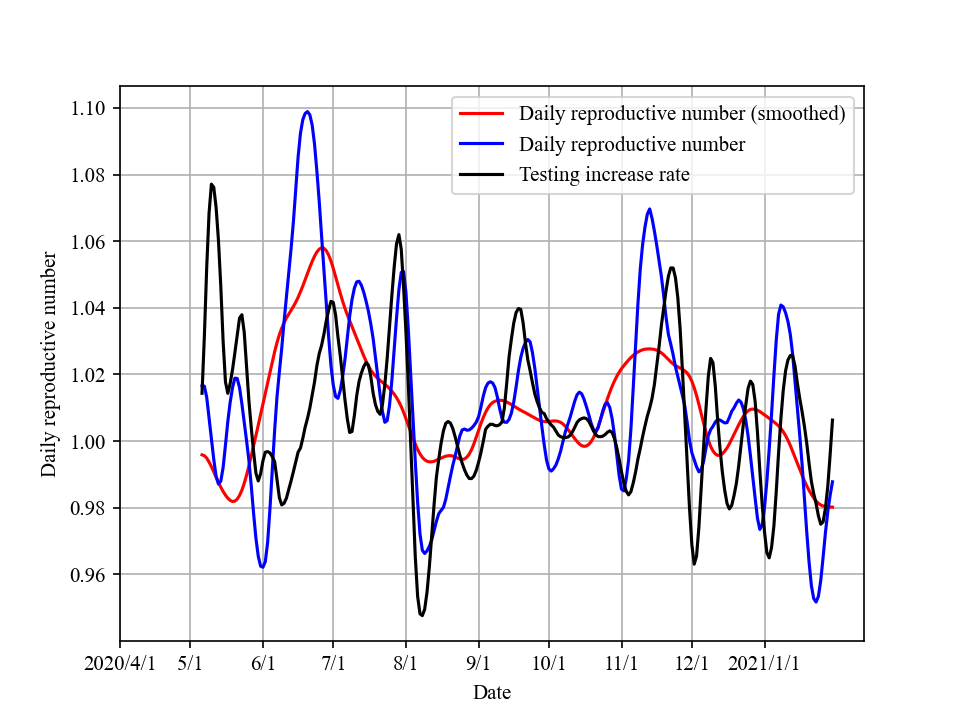 Daily reproductive number (smoothed)
Daily reproductive number
Testing increase rate
1.10
1.08
1.06
1.04
1.02
1.00
0.98
0.96
Daily reproductive number
2020/4/1 5/1 6/1 7/1 8/1 9/1 10/1 11/1 12/1 2021/1/1
Date